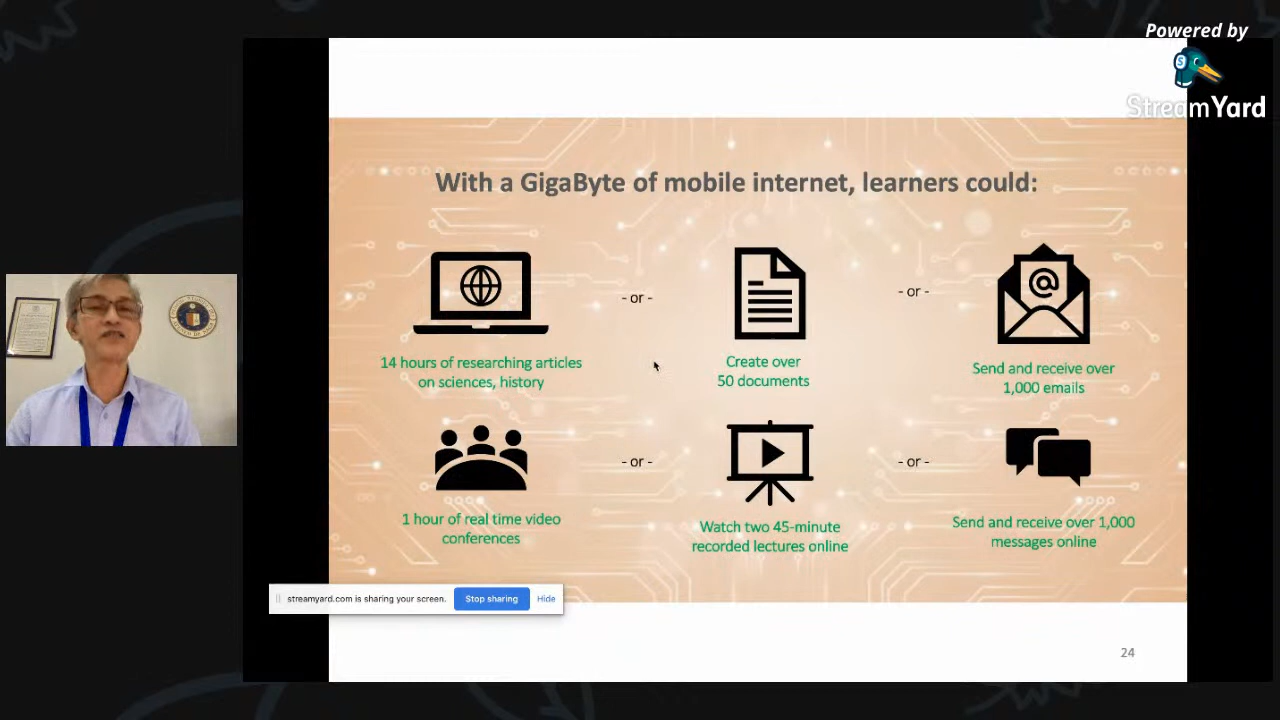 Powered by
StreamYard
With a GigaByte of mobile internet, learners could:
- or -
- or -
14 hours of researching articles
on sciences, history
Create over
50 documents
Send and receive over
1,000 emails
@
- or -
- or -
1 hour of real time video
conferences
Watch two 45-minute
recorded lectures online
Send and receive over 1,000
messages online
streamyard.com is sharing your screen.
Stop sharing
Hide
24